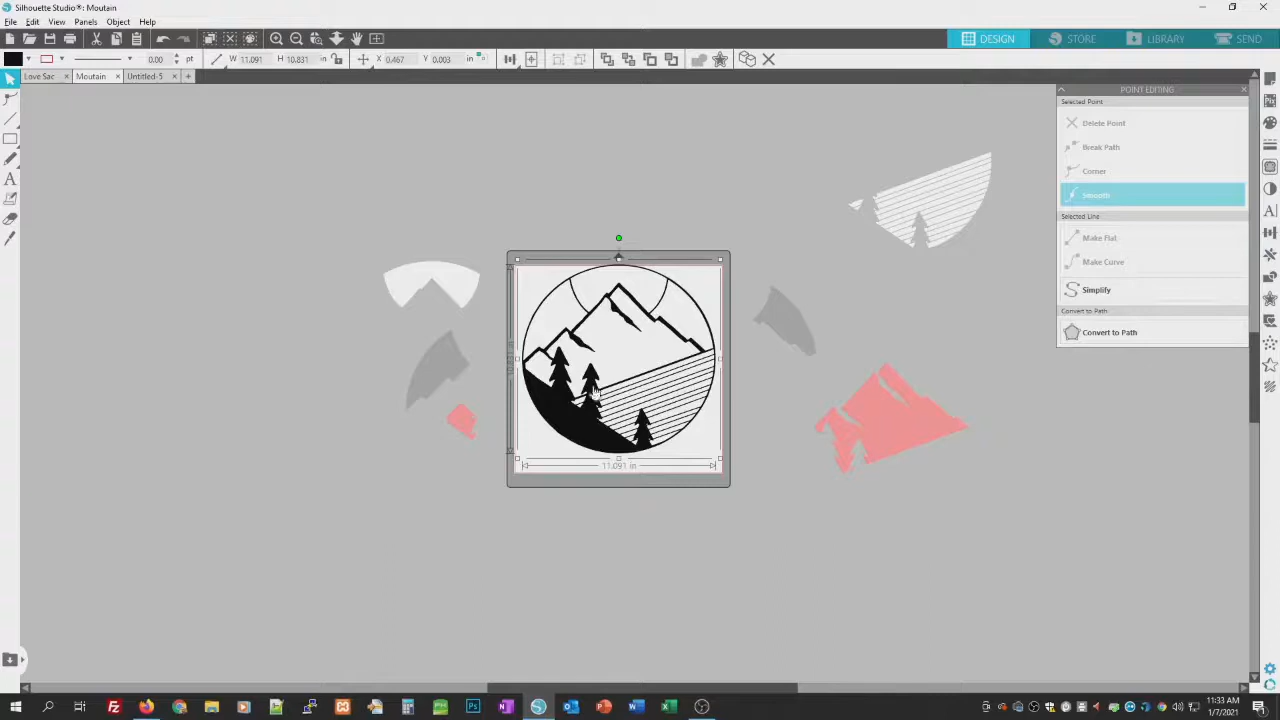 Silhouette Studio®: Moutain
File Edit View Panels Object Help
DESIGN STORE LIBRARY SEND
0.00 pt W 11.091 H 10.831 in X 0.467 Y 0.003 in
Love Sac × Moutain × Untitled-5 × +
POINT EDITING
Selected Point
Delete Point
Break Path
Corner
Smooth
Selected Line
Make Flat
Make Curve
Simplify
Convert to Path
Convert to Path
11.091 in
11:33 AM
1/7/2021